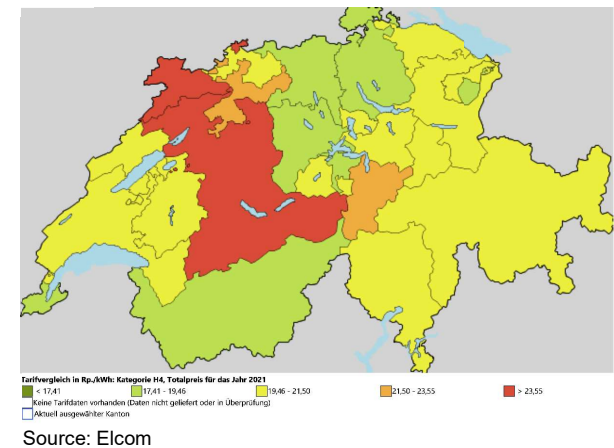 Tarifvergleich in Rp./kWh: Kategorie H4, Totalpreis für das Jahr 2021
< 17,41 17,41 - 19,46 19,46 - 21,50 21,50 - 23,55 > 23,55
Keine Tarifdaten vorhanden (Daten nicht geliefert oder in Überprüfung)
Aktuell ausgewählter Kanton
Source: Elcom